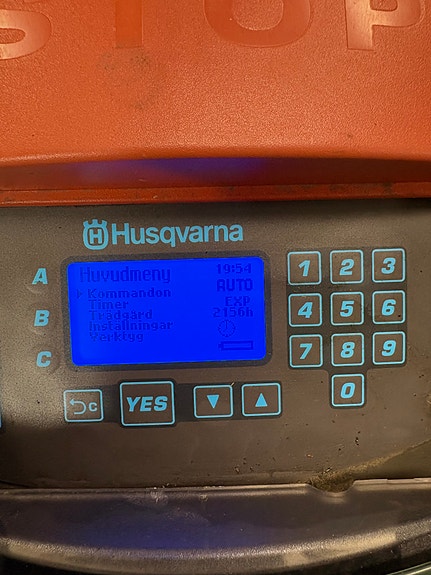 STOP
Husqvarna
A
B
C
Huvudmeny 19:54
Kommandon AUTO
Timer EXP
Trädgård 21566
Inställningar
Verktyg
1 2 3
4 5 6
7 8 9
0
C YES